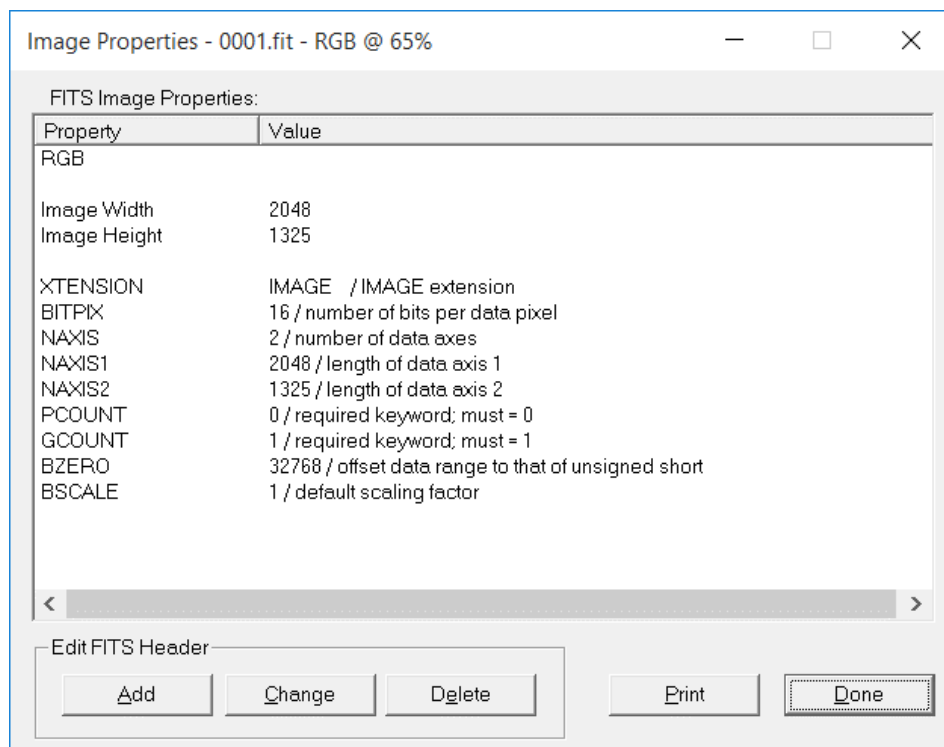 Image Properties - 0001.fit - RGB @ 65%
FITS Image Properties:
Property Value
RGB
Image Width 2048
Image Height 1325
XTENSION IMAGE / IMAGE extension
BITPIX 16 / number of bits per data pixel
NAXIS 2 / number of data axes
NAXIS1 2048 / length of data axis 1
NAXIS2 1325 / length of data axis 2
PCOUNT 0 / required keyword; must = 0
GCOUNT 1 / required keyword; must = 1
BZERO 32768 / offset data range to that of unsigned short
BSCALE 1 / default scaling factor
Edit FITS Header
Add Change Delete Print Done